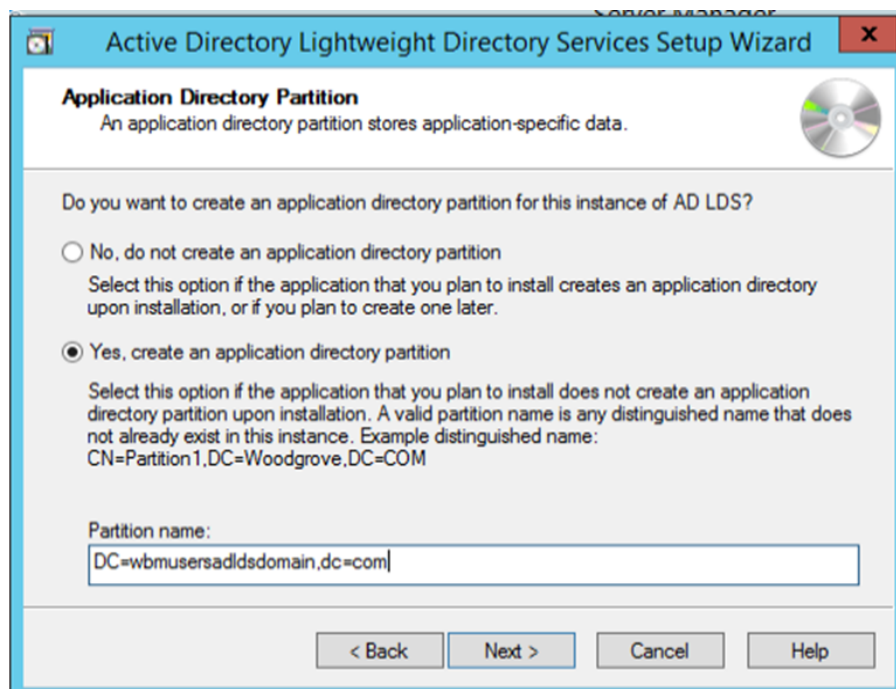 Server Manager
Active Directory Lightweight Directory Services Setup Wizard
x
Application Directory Partition
An application directory partition stores application-specific data.
Do you want to create an application directory partition for this instance of AD LDS?
No, do not create an application directory partition
Select this option if the application that you plan to install creates an application directory
upon installation, or if you plan to create one later.
Yes, create an application directory partition
Select this option if the application that you plan to install does not create an application
directory partition upon installation. A valid partition name is any distinguished name that does
not already exist in this instance. Example distinguished name:
CN=Partition1,DC=Woodgrove,DC=COM
Partition name:
DC=wbmusersadldsdomain,dc=com
< Back
Next >
Cancel
Help